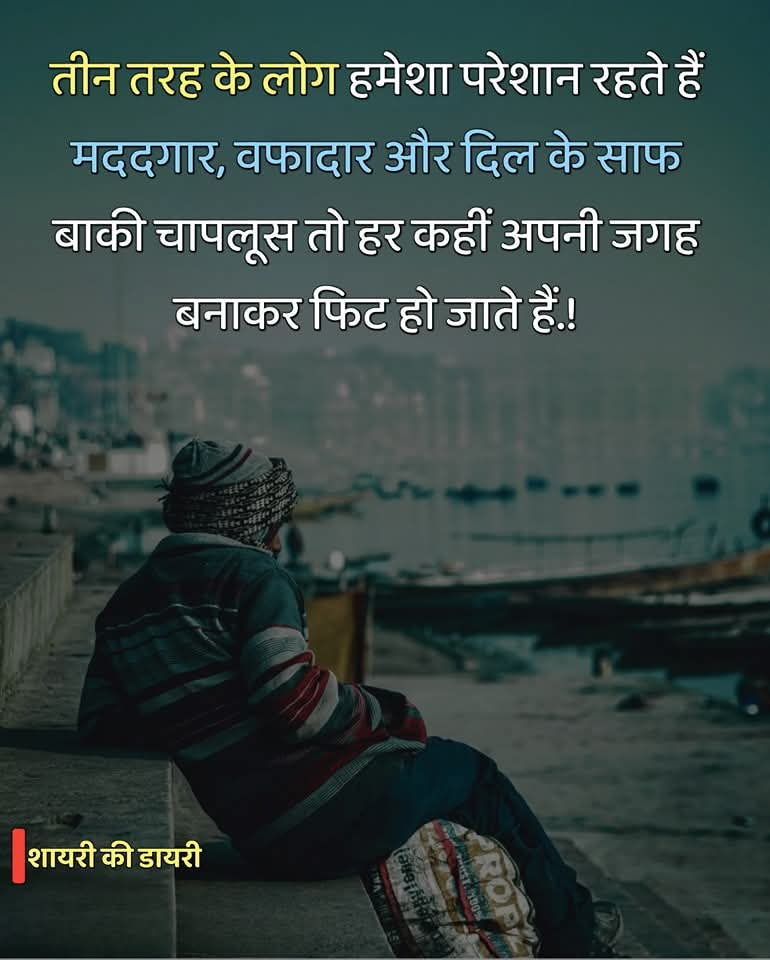 तीन तरह के लोग हमेशा परेशान रहते हैं
मददगार, वफादार और दिल के साफ
बाकी चापलूस तो हर कहीं अपनी जगह
बनाकर फिट हो जाते हैं.!
शायरी की डायरी